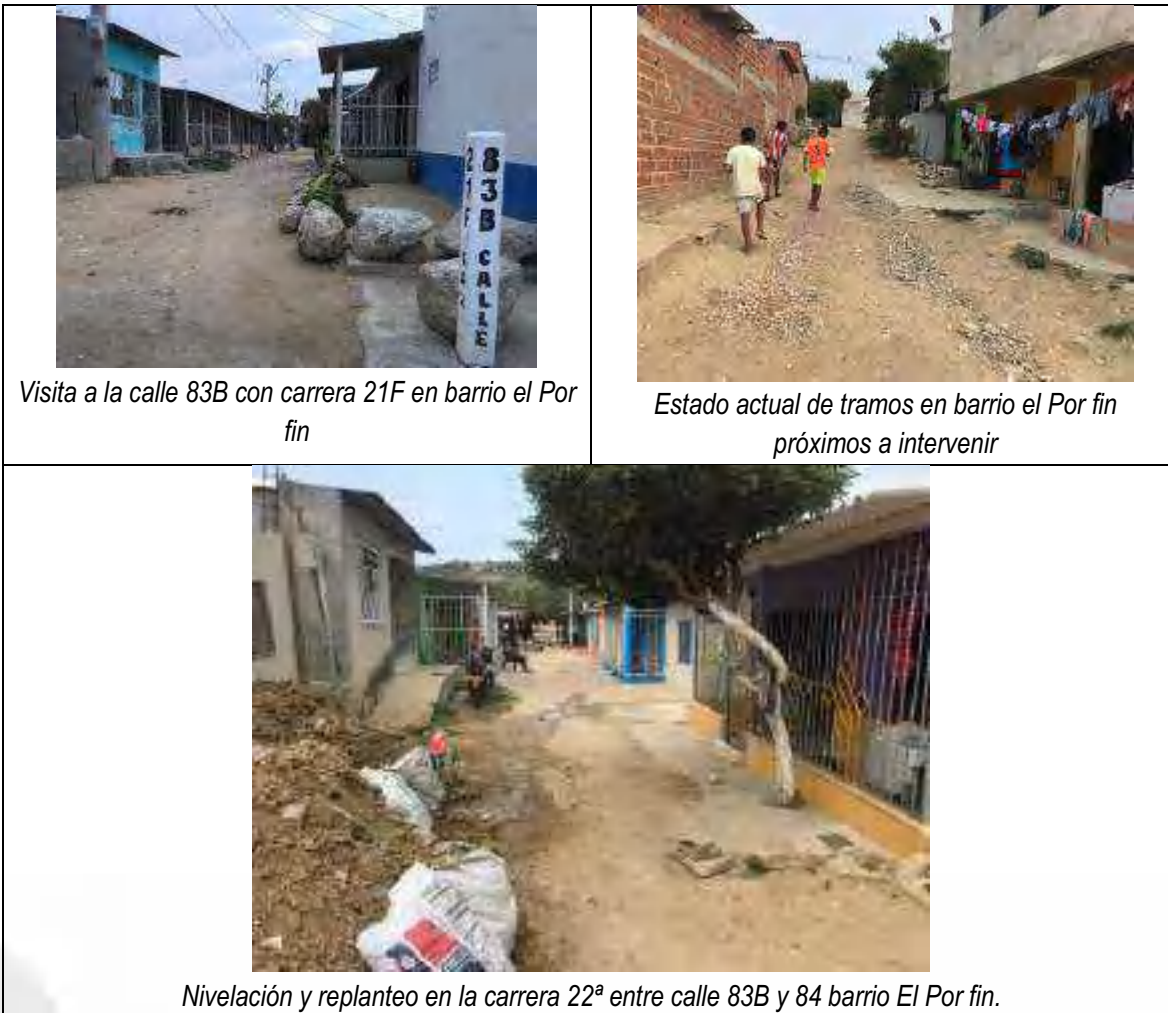 83B CALLE
Visita a la calle 83B con carrera 21F en barrio el Por
fin
Estado actual de tramos en barrio el Por fin
próximos a intervenir
Nivelación y replanteo en la carrera 22ª entre calle 83B y 84 barrio El Por fin.